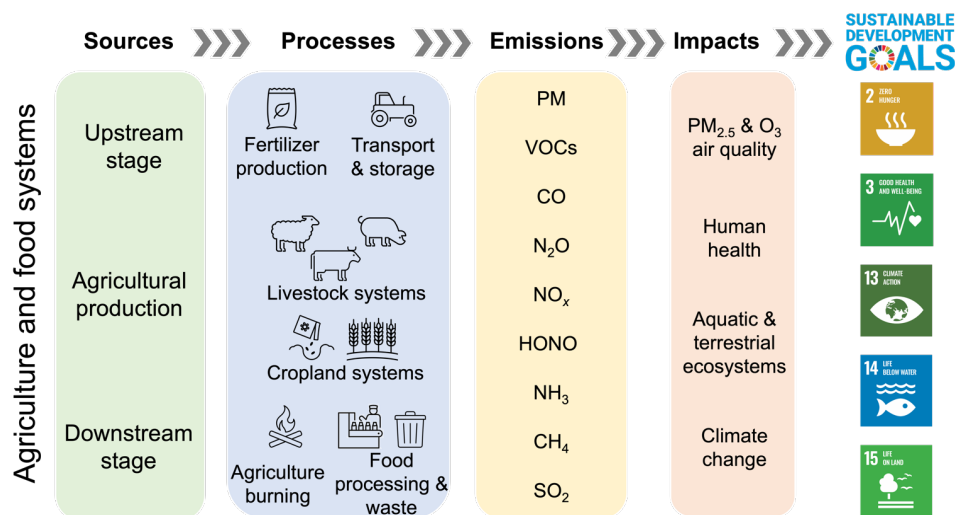 Sources
Processes
Emissions
Impacts
SUSTAINABLE
DEVELOPMENT
GOALS
Agriculture and food systems
Upstream
stage
Agricultural
production
Downstream
stage
Fertilizer
production
Transport
& storage
Livestock systems
Cropland systems
Agriculture
burning
Food
processing &
waste
PM
VOCs
CO
N₂O
NOₓ
HONO
NH₃
CH₄
SO₂
PM₂.₅ & O₃
air quality
Human
health
Aquatic &
terrestrial
ecosystems
Climate
change
2 ZERO
HUNGER
3 GOOD HEALTH
AND WELL-BEING
13 CLIMATE
ACTION
14 LIFE
BELOW WATER
15 LIFE
ON LAND